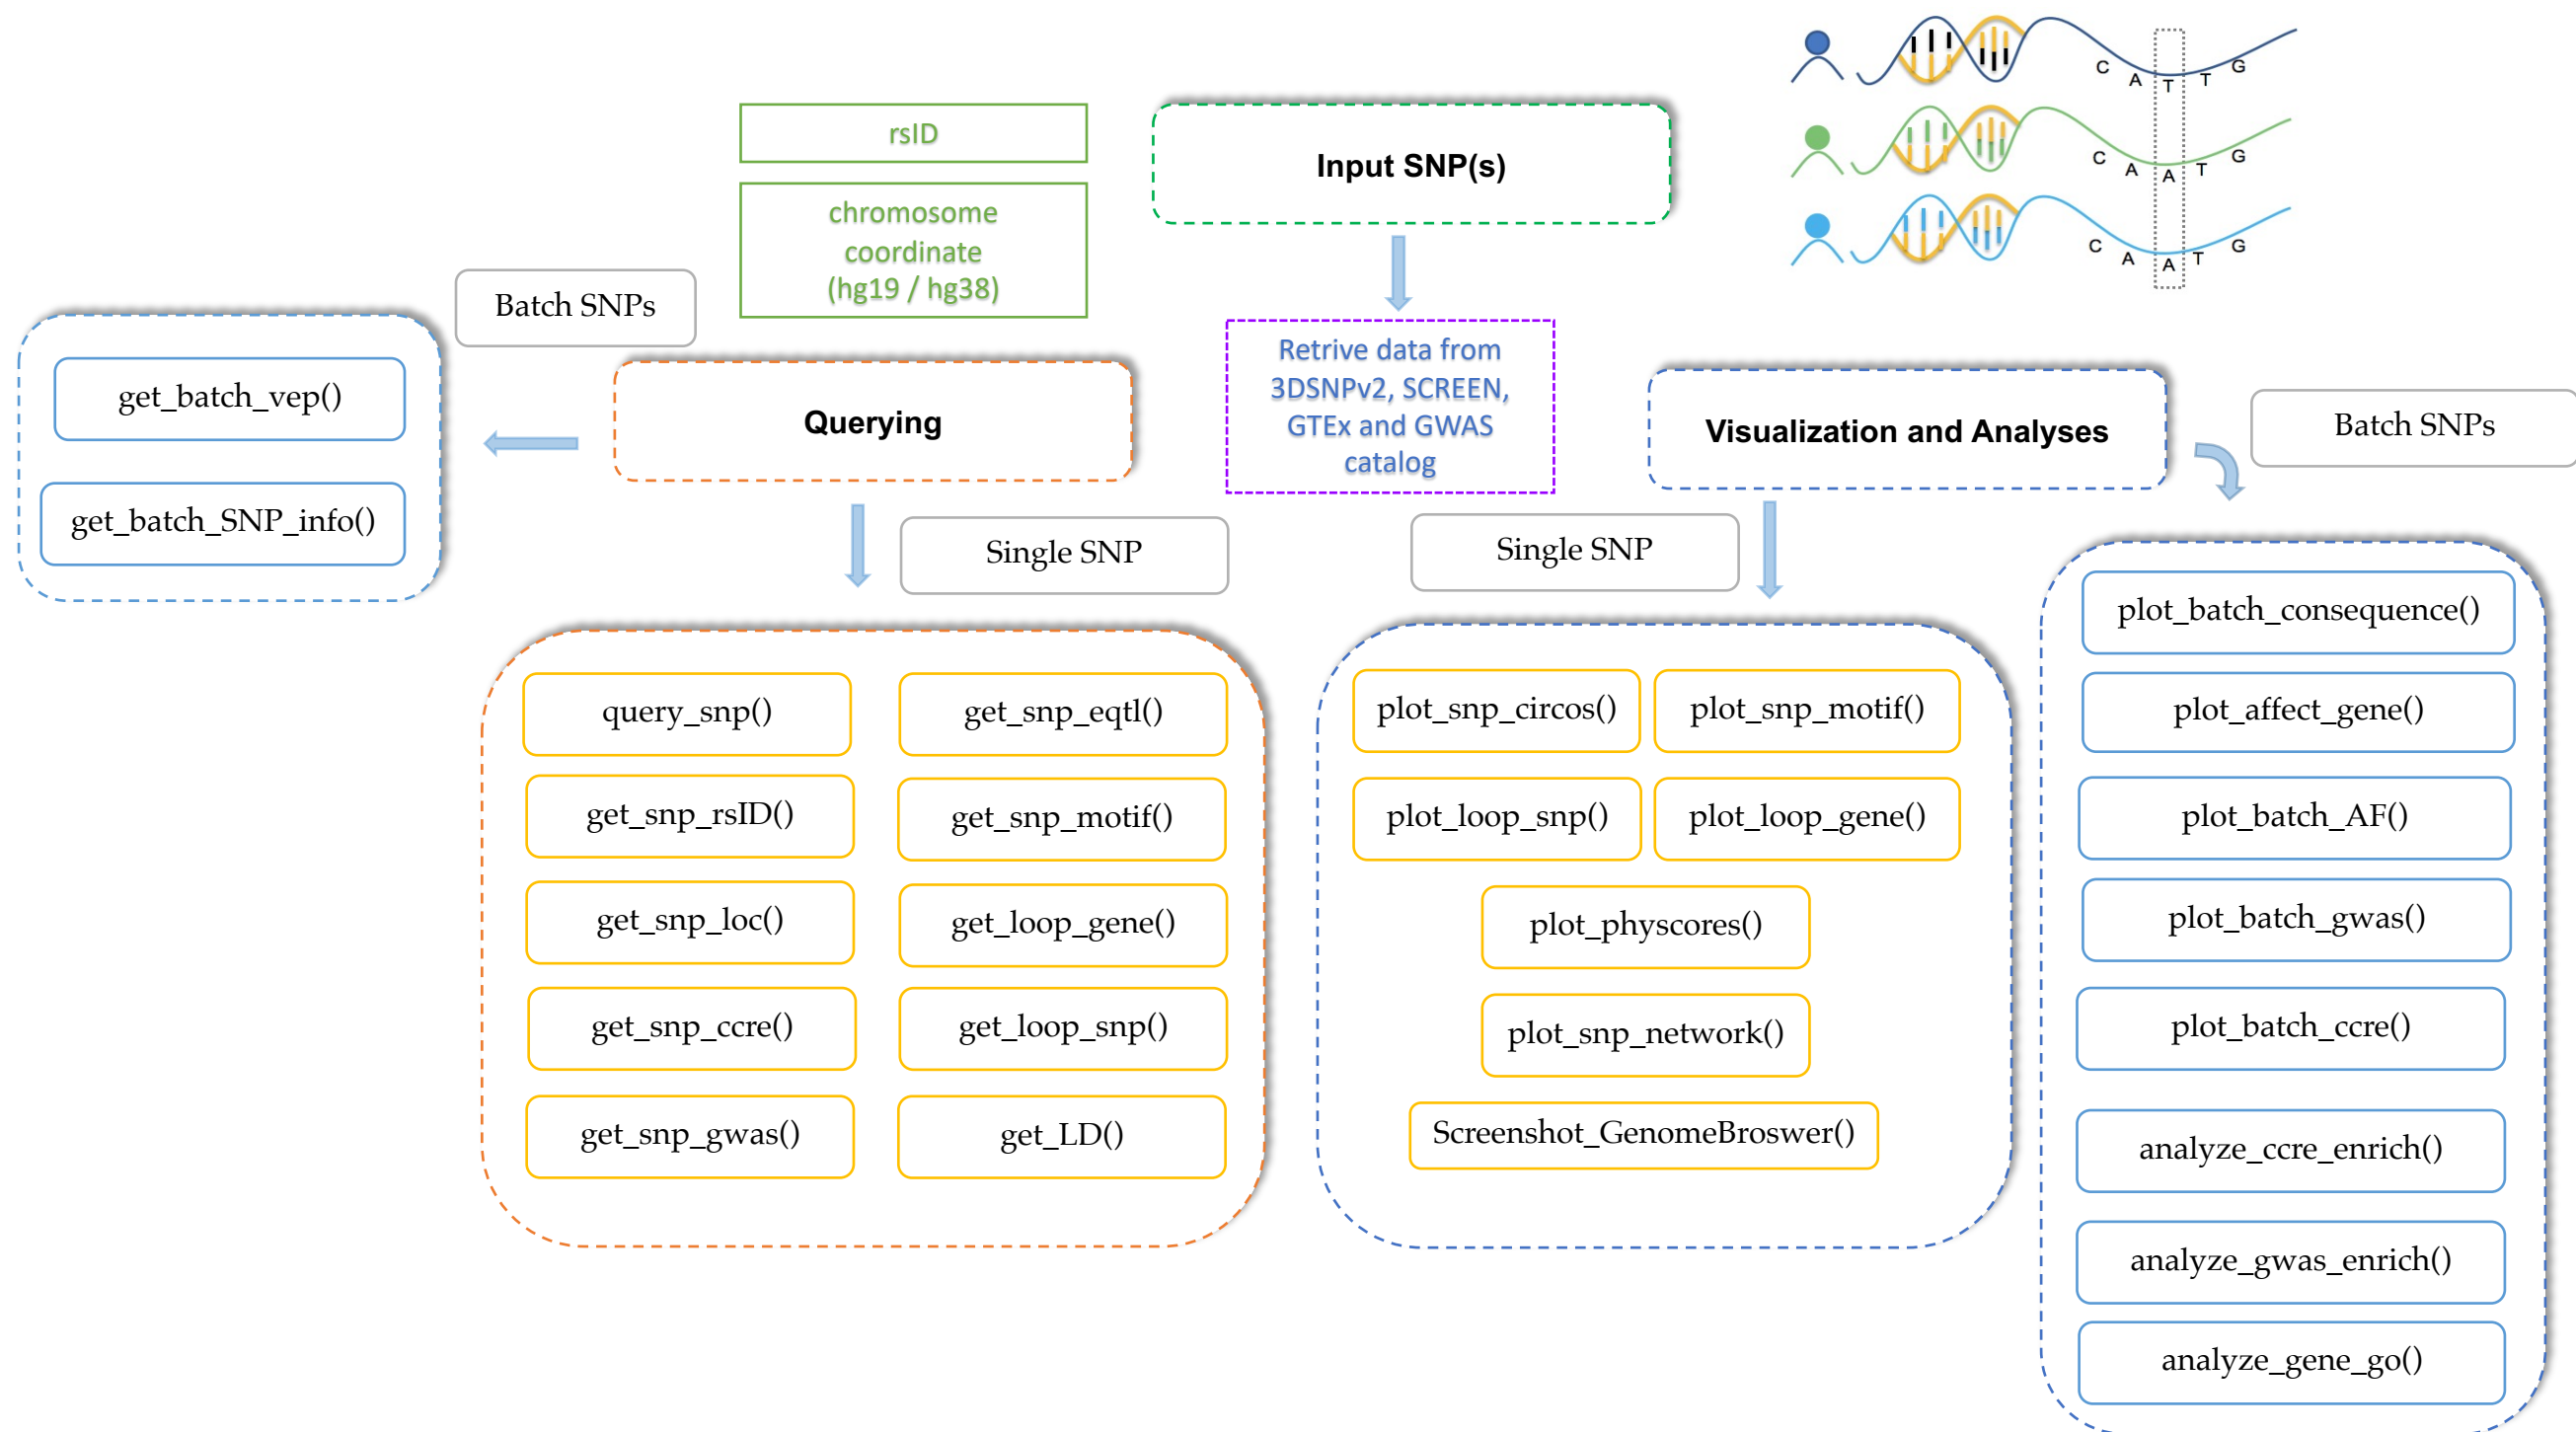 C A T T G
C A A T G
C A A T G
rsID
chromosome
coordinate
(hg19 / hg38)
Input SNP(s)
Batch SNPs
get_batch_vep()
get_batch_SNP_info()
Querying
Retrive data from
3DSNPv2, SCREEN,
GTEx and GWAS
catalog
Visualization and Analyses
Batch SNPs
Single SNP
Single SNP
query_snp()
get_snp_eqtl()
get_snp_rsID()
get_snp_motif()
get_snp_loc()
get_loop_gene()
get_snp_ccre()
get_loop_snp()
get_snp_gwas()
get_LD()
plot_snp_circos()
plot_snp_motif()
plot_loop_snp()
plot_loop_gene()
plot_physcores()
plot_snp_network()
Screenshot_GenomeBroswer()
plot_batch_consequence()
plot_affect_gene()
plot_batch_AF()
plot_batch_gwas()
plot_batch_ccre()
analyze_ccre_enrich()
analyze_gwas_enrich()
analyze_gene_go()